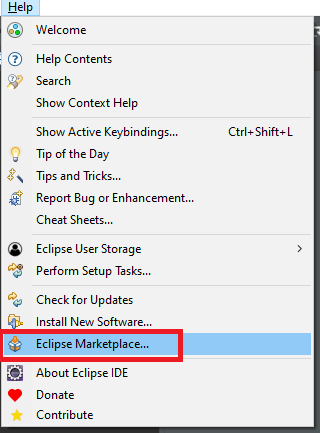 Help
Welcome
Help Contents
Search
Show Context Help
Show Active Keybindings... Ctrl+Shift+L
Tip of the Day
Tips and Tricks...
Report Bug or Enhancement...
Cheat Sheets...
Eclipse User Storage
Perform Setup Tasks...
Check for Updates
Install New Software...
Eclipse Marketplace...
About Eclipse IDE
Donate
Contribute